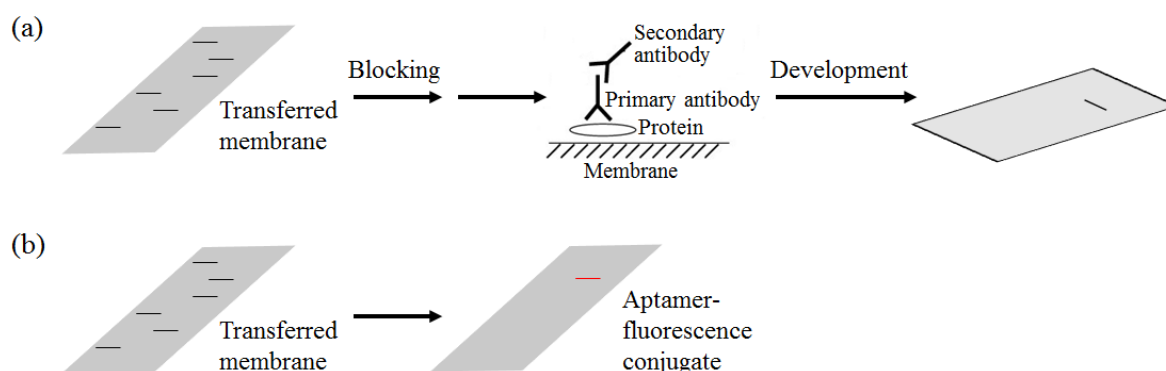 (a)
Transferred
membrane
Blocking
Secondary
antibody
Primary antibody
Protein
Membrane
Development
(b)
Transferred
membrane
Aptamer-
fluorescence
conjugate